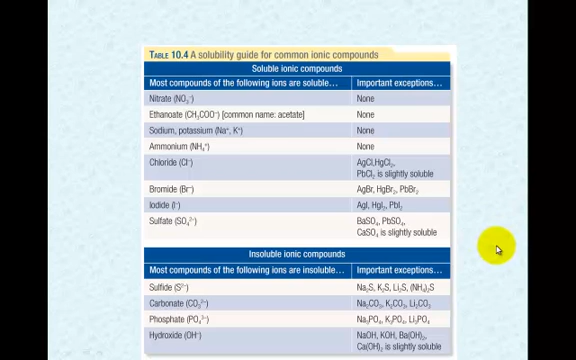 TABLE 10.4 A solubility guide for common ionic compounds
Soluble ionic compounds
Most compounds of the following ions are soluble… Important exceptions…
Nitrate (NO₃⁻) None
Ethanoate (CH₃COO⁻) [common name: acetate] None
Sodium, potassium (Na⁺, K⁺) None
Ammonium (NH₄⁺) None
Chloride (Cl⁻) AgCl, HgCl₂,
PbCl₂ is slightly soluble
Bromide (Br⁻) AgBr, HgBr₂, PbBr₂
Iodide (I⁻) AgI, HgI₂, PbI₂
Sulfate (SO₄²⁻) BaSO₄, PbSO₄,
CaSO₄ is slightly soluble
Insoluble ionic compounds
Most compounds of the following ions are insoluble… Important exceptions…
Sulfide (S²⁻) Na₂S, K₂S, Li₂S, (NH₄)₂S
Carbonate (CO₃²⁻) Na₂CO₃, K₂CO₃, Li₂CO₃
Phosphate (PO₄³⁻) Na₃PO₄, K₃PO₄, Li₃PO₄
Hydroxide (OH⁻) NaOH, KOH, Ba(OH)₂,
Ca(OH)₂ is slightly soluble